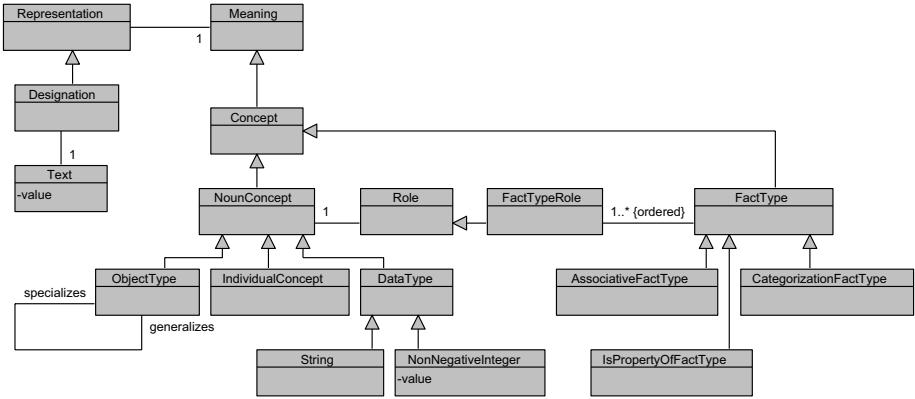 Representation
Meaning
1
Designation
Concept
1
Text
-value
NounConcept
Role
FactTypeRole
FactType
1
1..* {ordered}
ObjectType
IndividualConcept
DataType
AssociativeFactType
CategorizationFactType
specializes
generalizes
String
NonNegativeInteger
-value
IsPropertyOfFactType